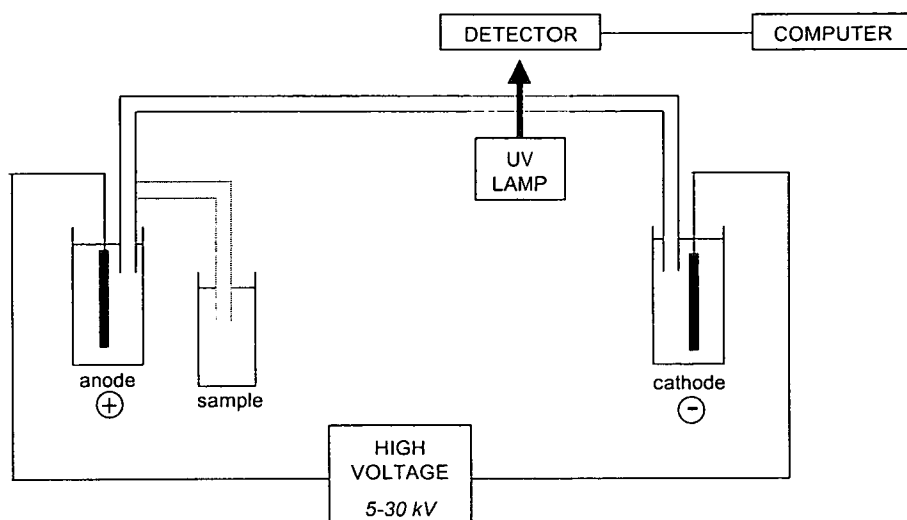 DETECTOR
COMPUTER
UV
LAMP
anode
+
sample
cathode
-
HIGH
VOLTAGE
5-30 kV